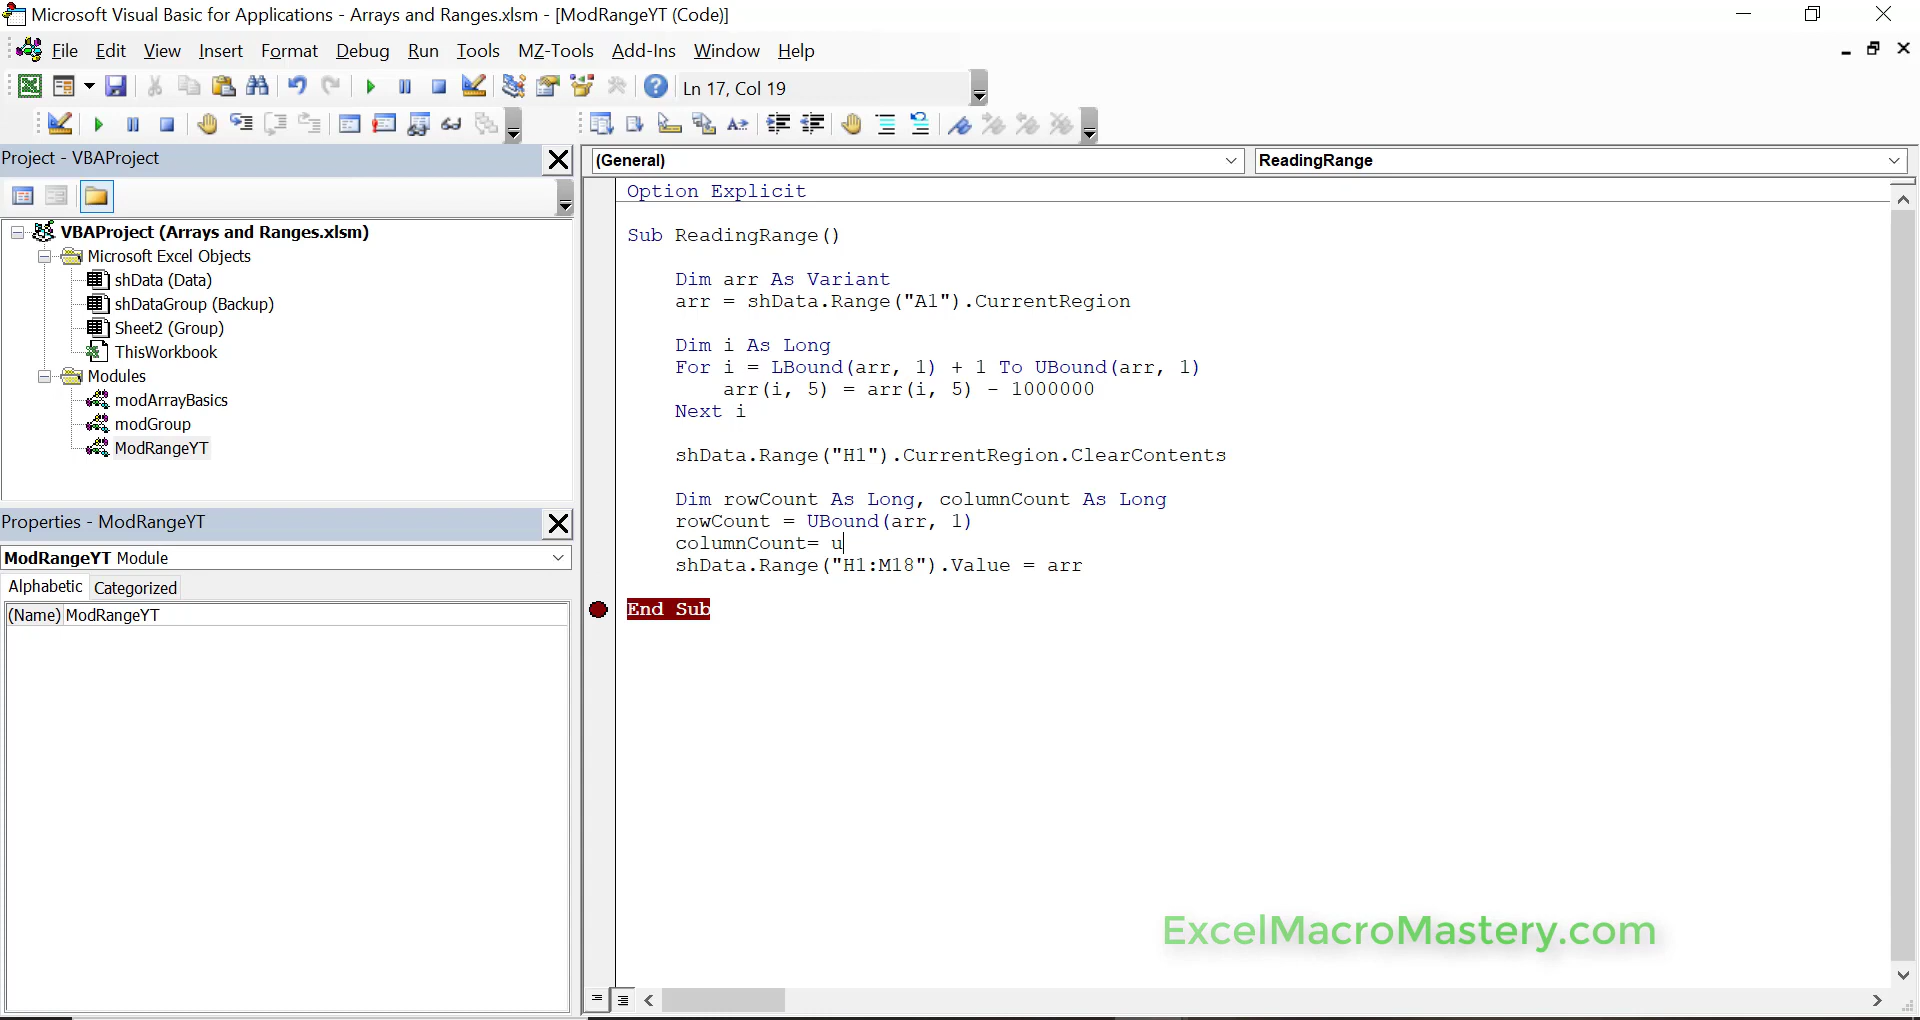 Microsoft Visual Basic for Applications - Arrays and Ranges.xlsm - [ModRangeYT (Code)]
File Edit View Insert Format Debug Run Tools MZ-Tools Add-Ins Window Help
Ln 17, Col 19
Project - VBAProject
VBAProject (Arrays and Ranges.xlsm)
Microsoft Excel Objects
shData (Data)
shDataGroup (Backup)
Sheet2 (Group)
ThisWorkbook
Modules
modArrayBasics
modGroup
ModRangeYT
Properties - ModRangeYT
ModRangeYT Module
Alphabetic Categorized
(Name) ModRangeYT
(General) ReadingRange
Option Explicit
Sub ReadingRange()
Dim arr As Variant
arr = shData.Range("A1").CurrentRegion
Dim i As Long
For i = LBound(arr, 1) + 1 To UBound(arr, 1)
arr(i, 5) = arr(i, 5) - 1000000
Next i
shData.Range("H1").CurrentRegion.ClearContents
Dim rowCount As Long, columnCount As Long
rowCount = UBound(arr, 1)
columnCount= u
shData.Range("H1:M18").Value = arr
End Sub
ExcelMacroMastery.com